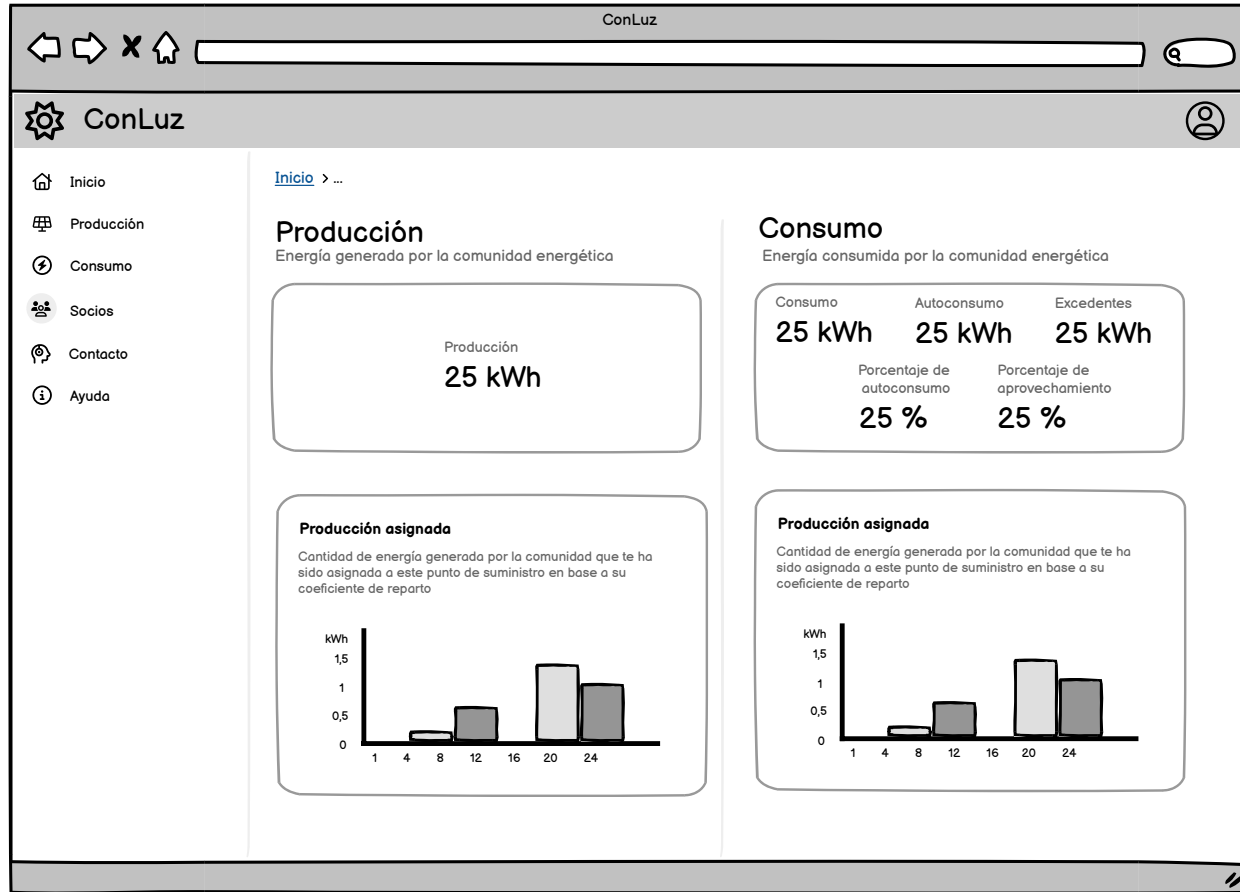 ConLuz
ConLuz
Inicio
Producción
Consumo
Socios
Contacto
Ayuda
Inicio > ...
Producción
Energía generada por la comunidad energética
Producción
25 kWh
Producción asignada
Cantidad de energía generada por la comunidad que te ha
sido asignada a este punto de suministro en base a su
coeficiente de reparto
kWh
1,5
1
0,5
0
1 4 8 12 16 20 24
Consumo
Energía consumida por la comunidad energética
Consumo Autoconsumo Excedentes
25 kWh 25 kWh 25 kWh
Porcentaje de Porcentaje de
autoconsumo aprovechamiento
25 % 25 %
Producción asignada
Cantidad de energía generada por la comunidad que te ha
sido asignada a este punto de suministro en base a su
coeficiente de reparto
kWh
1,5
1
0,5
0
1 4 8 12 16 20 24